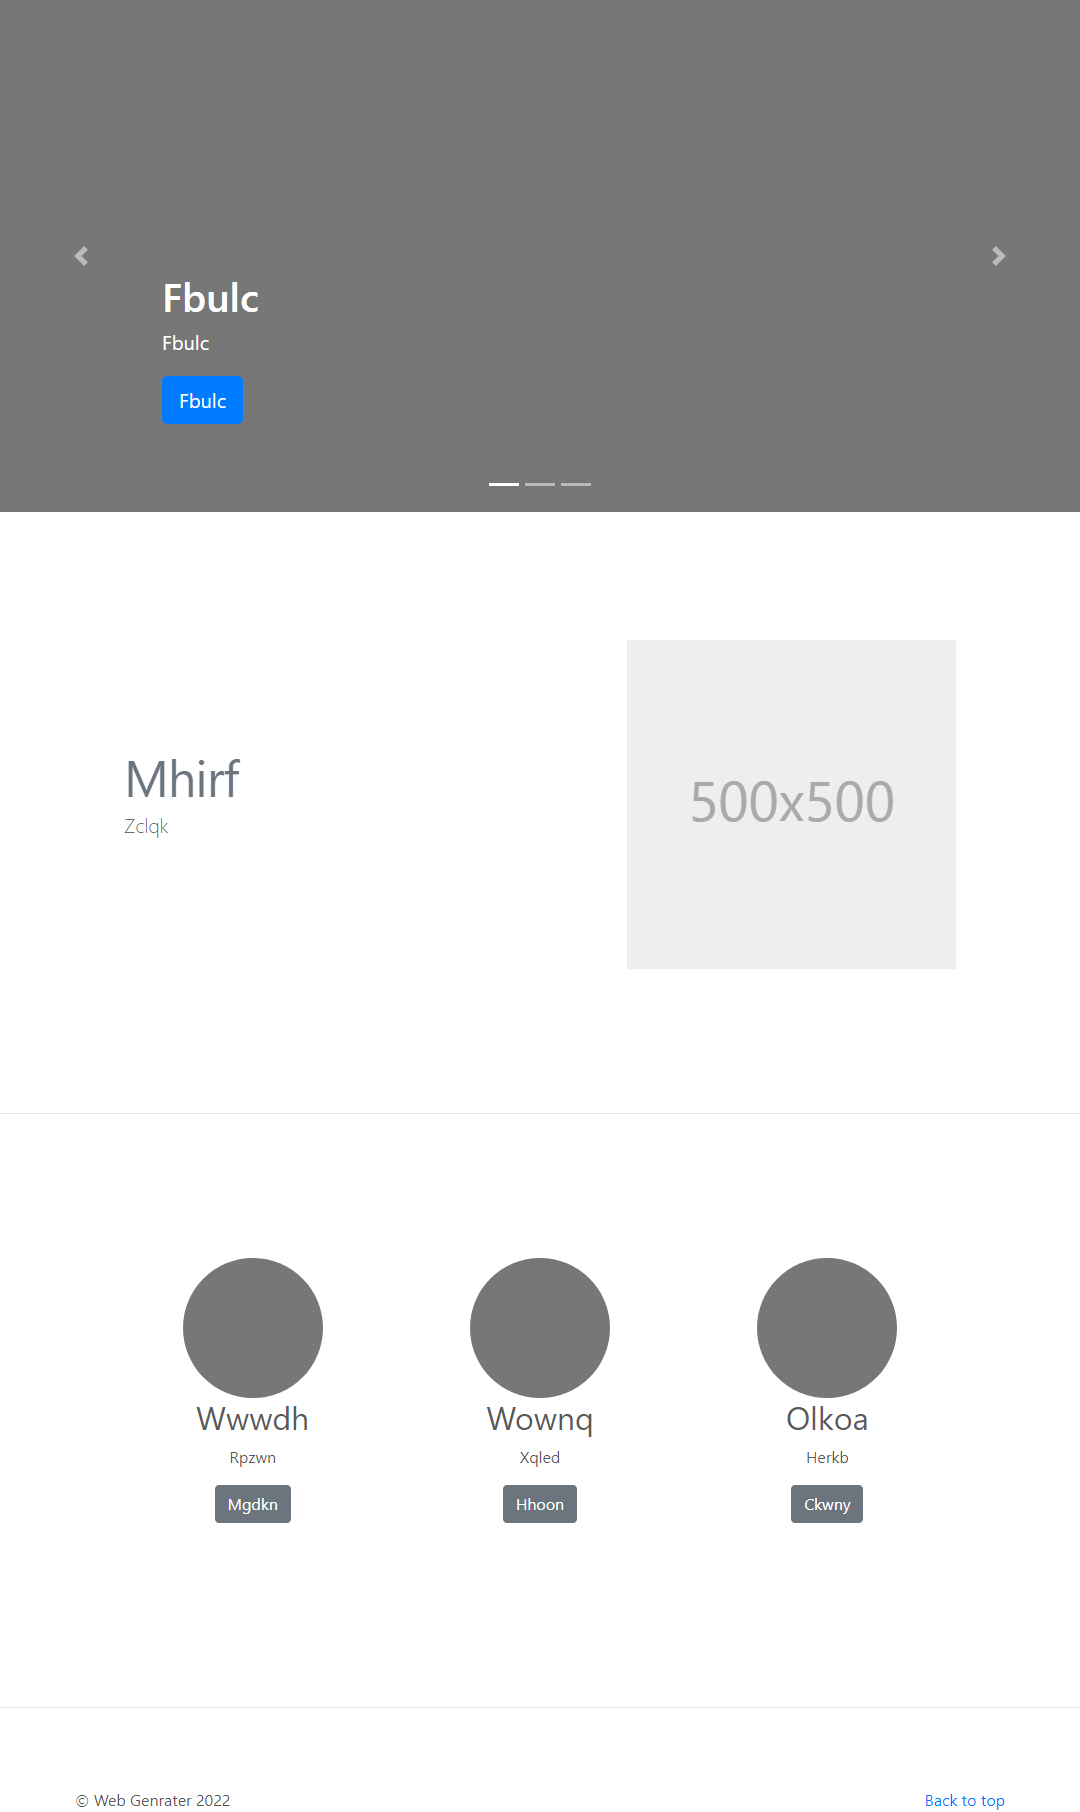 Fbulc
Fbulc
Fbulc
Mhirf
Zclqk
500x500
Wwwdh
Rpzwn
Mgdkn
Wownq
Xqled
Hhoon
Olkoa
Herkb
Ckwny
© Web Genrater 2022
Back to top